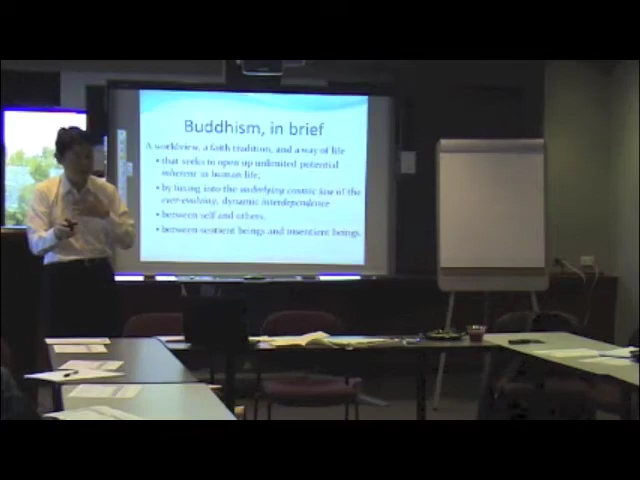 Buddhism, in brief
A worldview, a faith tradition, and a way of life
• that seeks to open up unlimited potential
inherent in human life,
• by fusing into the underlying cosmic law of the
ever-evolving, dynamic interdependence
• between self and others,
• between sentient beings and insentient beings.